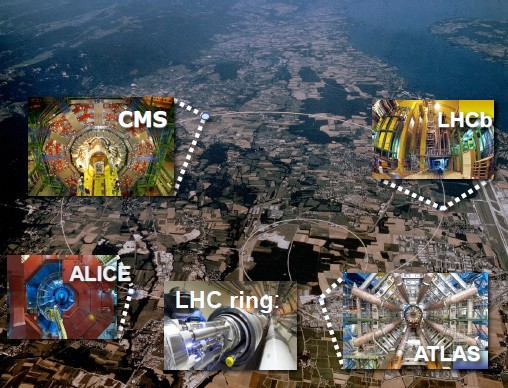 CMS
LHCb
ALICE
LHC ring:
ATLAS